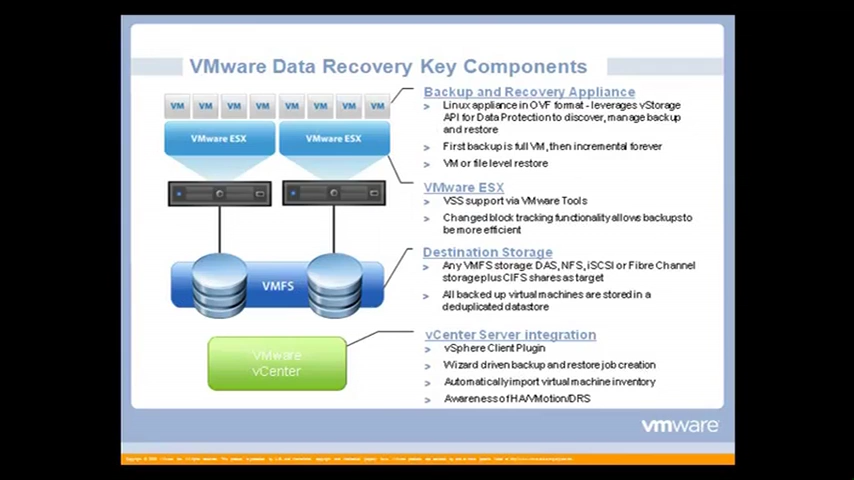 VMware Data Recovery Key Components
VM VM VM VM VM VM VM VM
VMware ESX VMware ESX
VMFS
VMware
vCenter
Backup and Recovery Appliance
Linux appliance in OVF format - leverages vStorage
API for Data Protection to discover, manage backup
and restore
First backup is full VM, then incremental forever
VM or file level restore
VMware ESX
VSS support via VMware Tools
Changed block tracking functionality allows backups to
be more efficient
Destination Storage
Any VMFS storage: DAS, NFS, iSCSI or Fibre Channel
storage plus CIFS shares as target
All backed up virtual machines are stored in a
deduplicated datastore
vCenter Server integration
vSphere Client Plugin
Wizard driven backup and restore job creation
Automatically import virtual machine inventory
Awareness of HA/VMotion/DRS
vmware